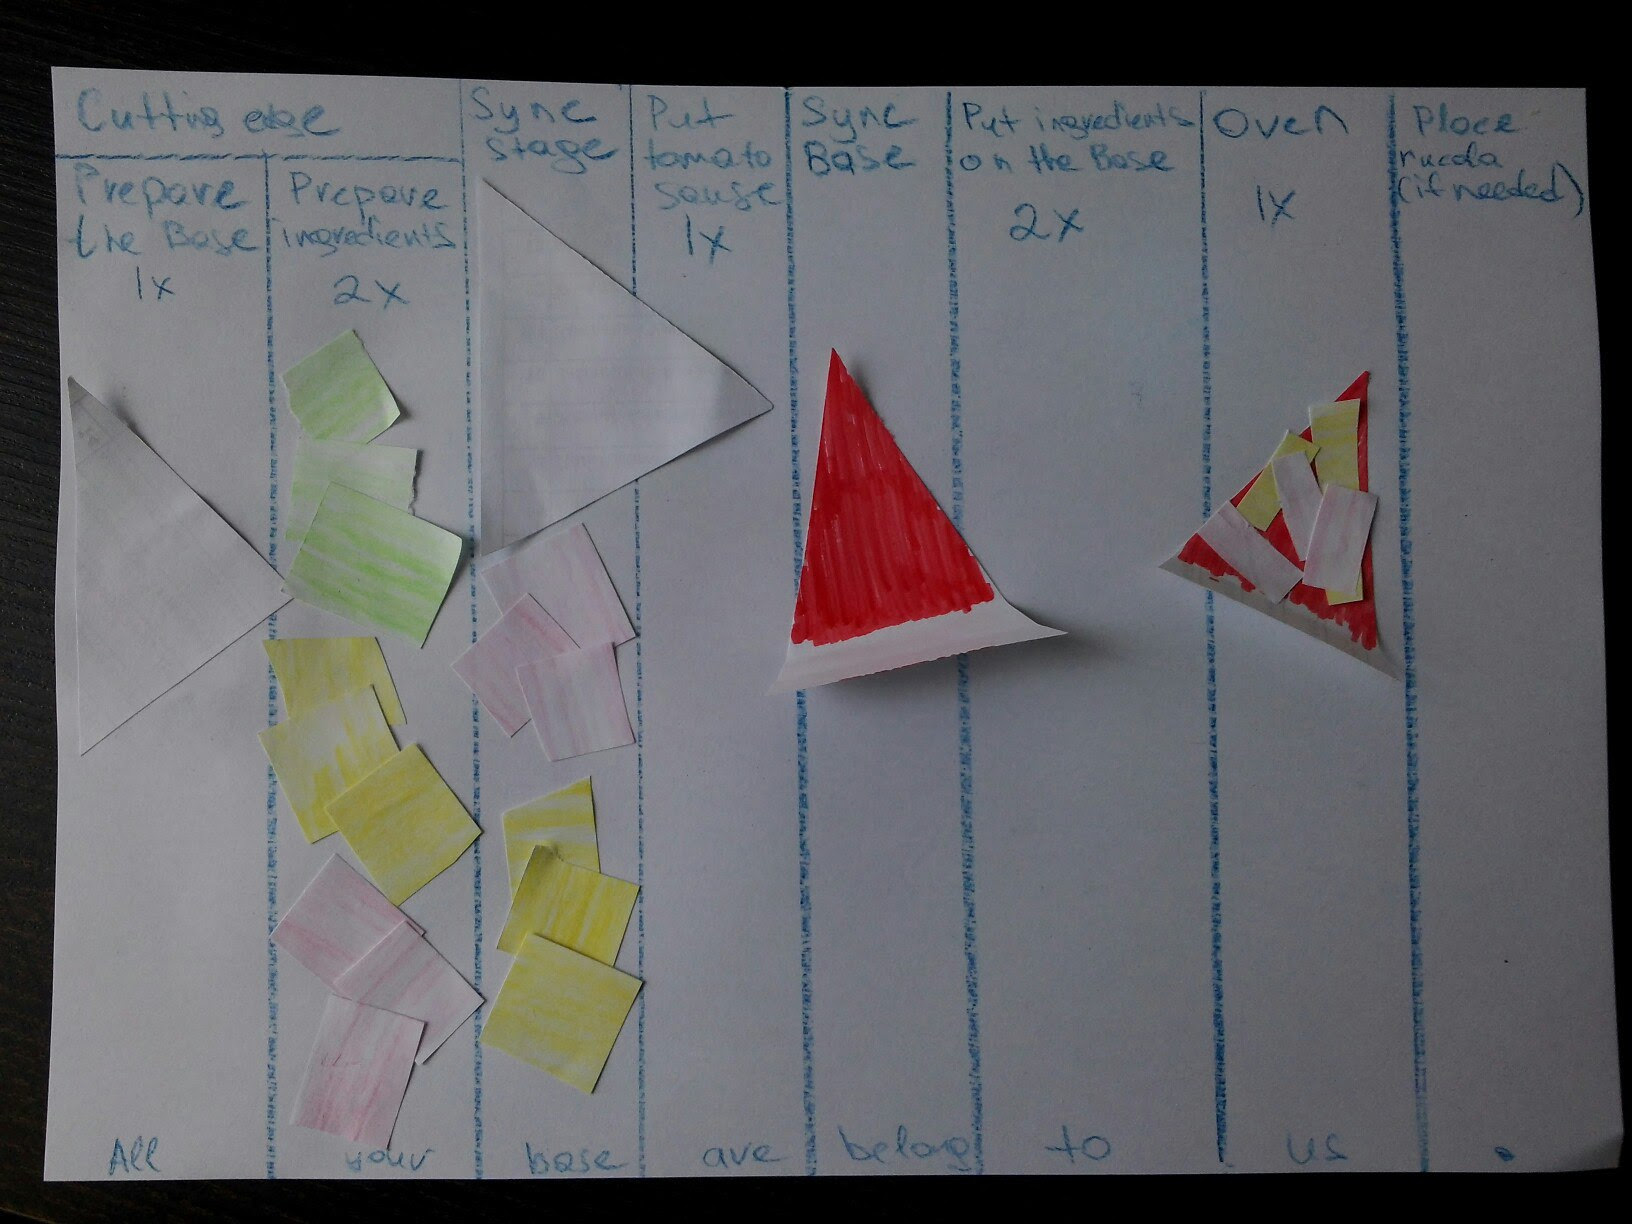 Cutting edge
Prepare
the Base
1x
Prepare
ingredients
2x
Sync
stage
Put
tomato
souse
1x
Sync
Base
Put ingredients
on the Base
2x
Oven
1x
Place
rucola
(if needed)
All your base are belong to us .